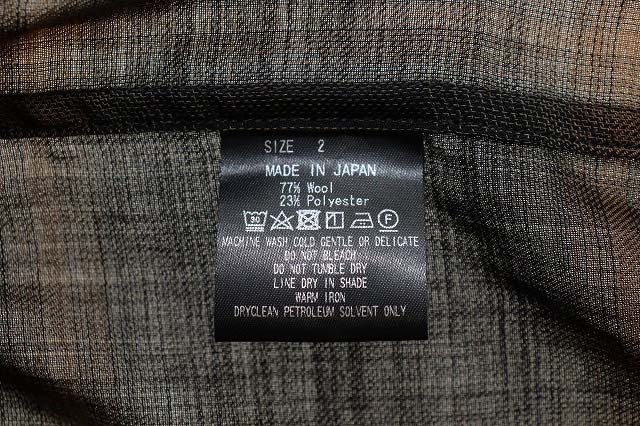 SIZE 2
MADE IN JAPAN
77% Wool
23% Polyester
30 F
MACHINE WASH COLD GENTLE OR DELICATE
DO NOT BLEACH
DO NOT TUMBLE DRY
LINE DRY IN SHADE
WARM IRON
DRYCLEAN PETROLEUM SOLVENT ONLY